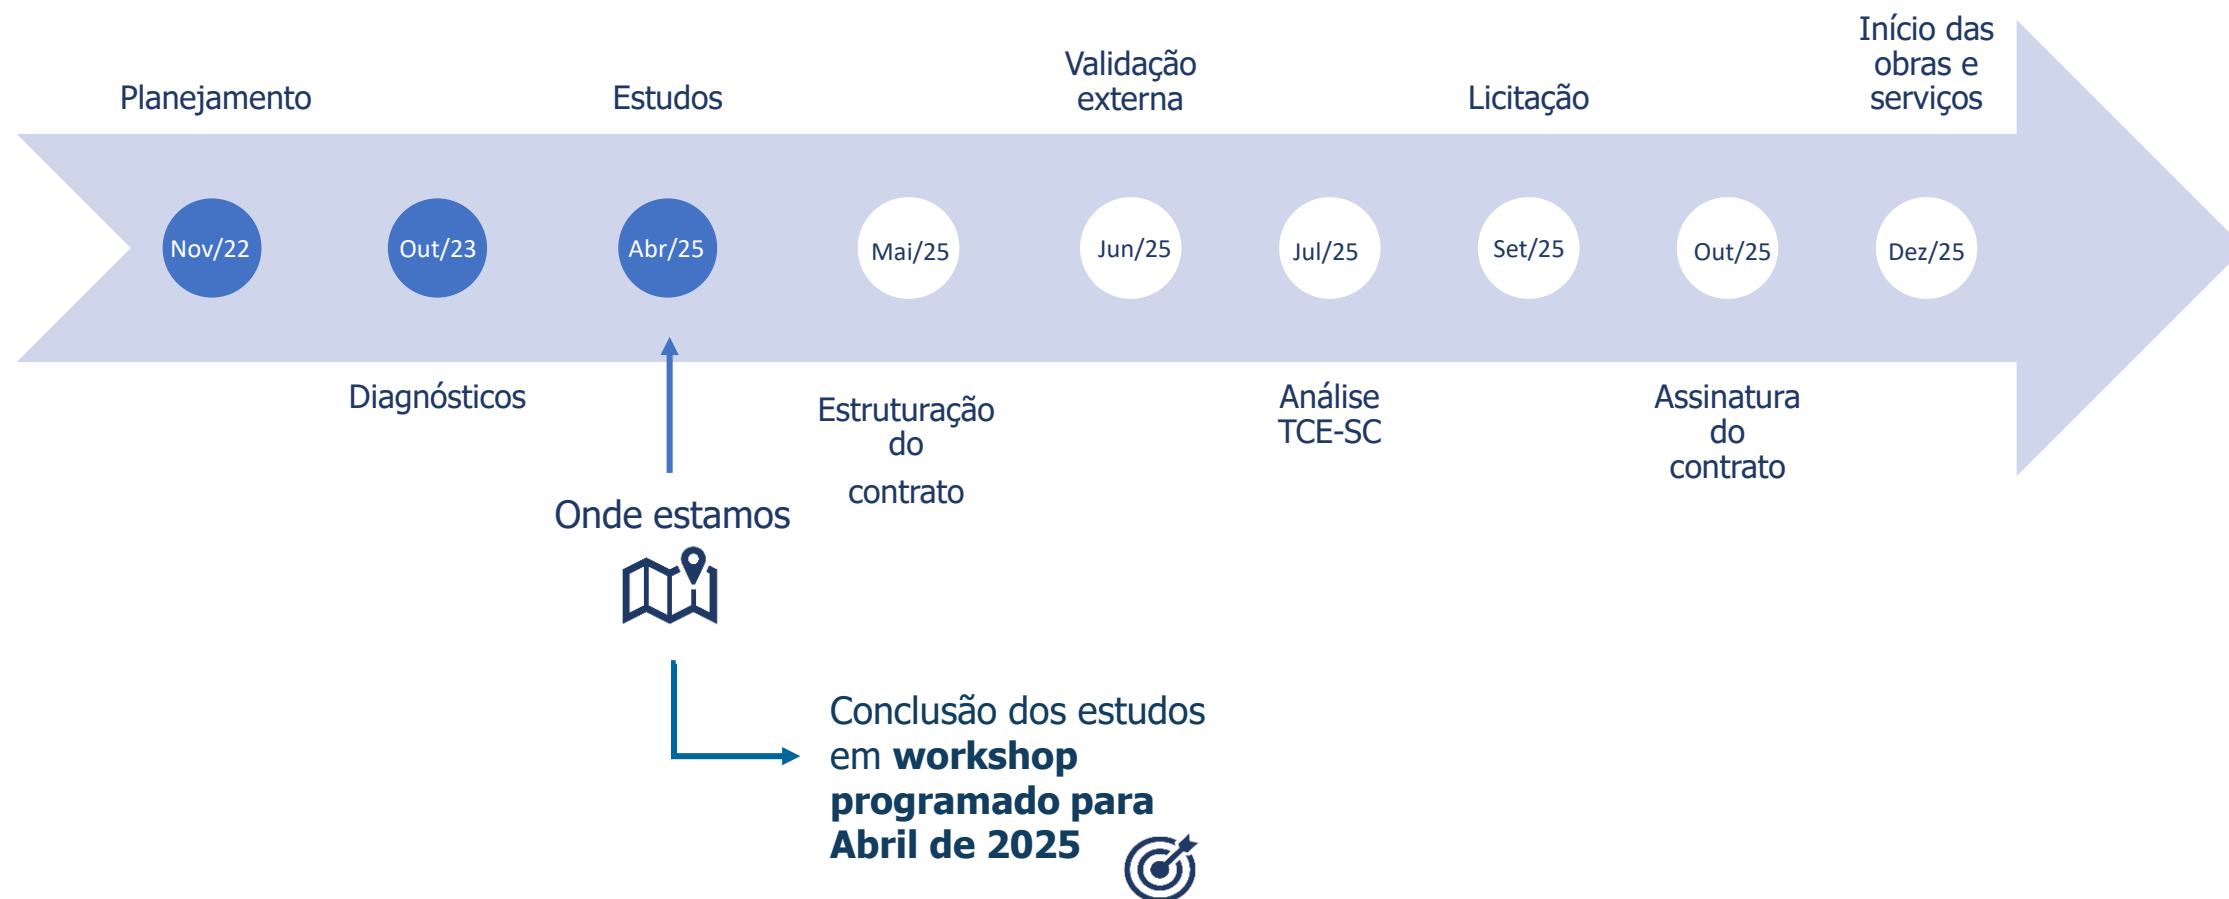 Planejamento
Estudos
Validação
externa
Licitação
Início das
obras e
serviços
Nov/22
Out/23
Abr/25
Mai/25
Jun/25
Jul/25
Set/25
Out/25
Dez/25
Diagnósticos
Estruturação
do
contrato
Análise
TCE-SC
Assinatura
do
contrato
Onde estamos
Conclusão dos estudos
em workshop
programado para
Abril de 2025